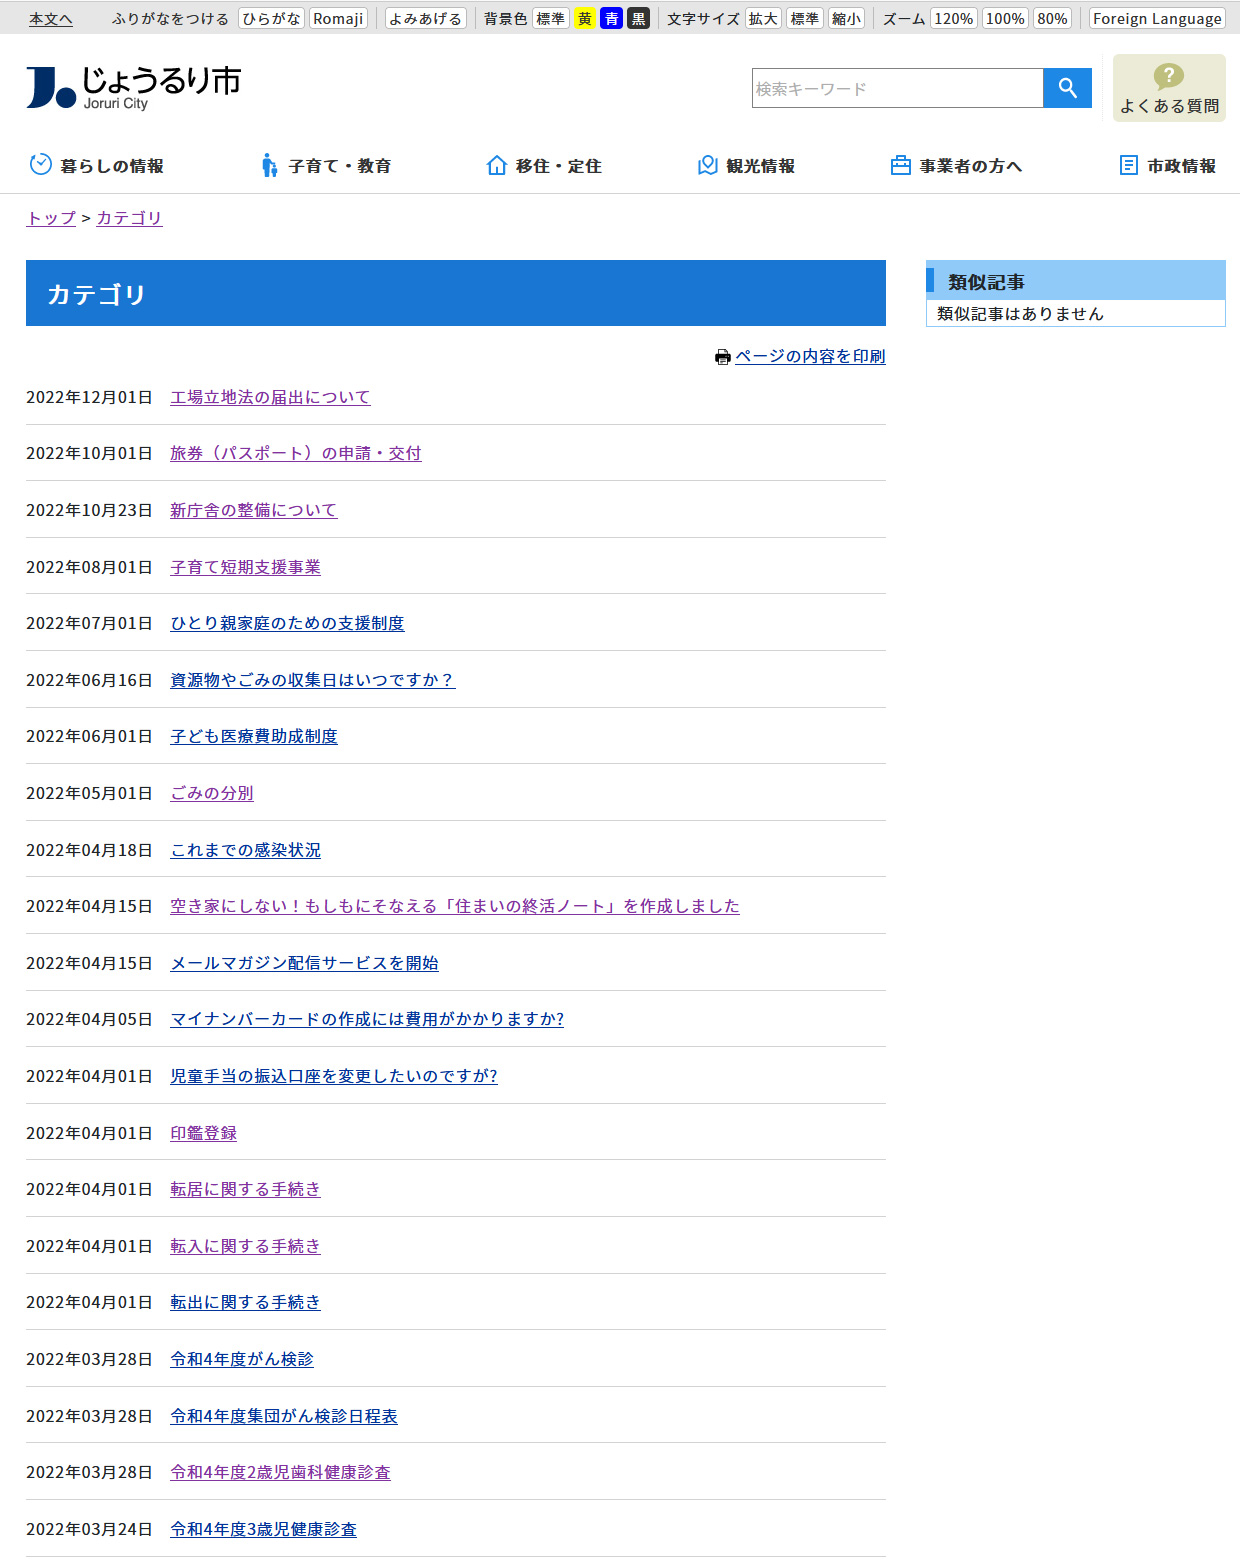 本文へ ふりがなをつける ひらがな Romaji よみあげる 背景色 標準 黄 青 黒 文字サイズ 拡大 標準 縮小 ズーム 120% 100% 80% Foreign Language
じょうるり市
Joruri City
検索キーワード
?
よくある質問
暮らしの情報 子育て・教育 移住・定住 観光情報 事業者の方へ 市政情報
トップ > カテゴリ
カテゴリ
類似記事
類似記事はありません
ページの内容を印刷
2022年12月01日 工場立地法の届出について
2022年10月01日 旅券（パスポート）の申請・交付
2022年10月23日 新庁舎の整備について
2022年08月01日 子育て短期支援事業
2022年07月01日 ひとり親家庭のための支援制度
2022年06月16日 資源物やごみの収集日はいつですか？
2022年06月01日 子ども医療費助成制度
2022年05月01日 ごみの分別
2022年04月18日 これまでの感染状況
2022年04月15日 空き家にしない！もしもにそなえる「住まいの終活ノート」を作成しました
2022年04月15日 メールマガジン配信サービスを開始
2022年04月05日 マイナンバーカードの作成には費用がかかりますか?
2022年04月01日 児童手当の振込口座を変更したいのですが?
2022年04月01日 印鑑登録
2022年04月01日 転居に関する手続き
2022年04月01日 転入に関する手続き
2022年04月01日 転出に関する手続き
2022年03月28日 令和4年度がん検診
2022年03月28日 令和4年度集団がん検診日程表
2022年03月28日 令和4年度2歳児歯科健康診査
2022年03月24日 令和4年度3歳児健康診査